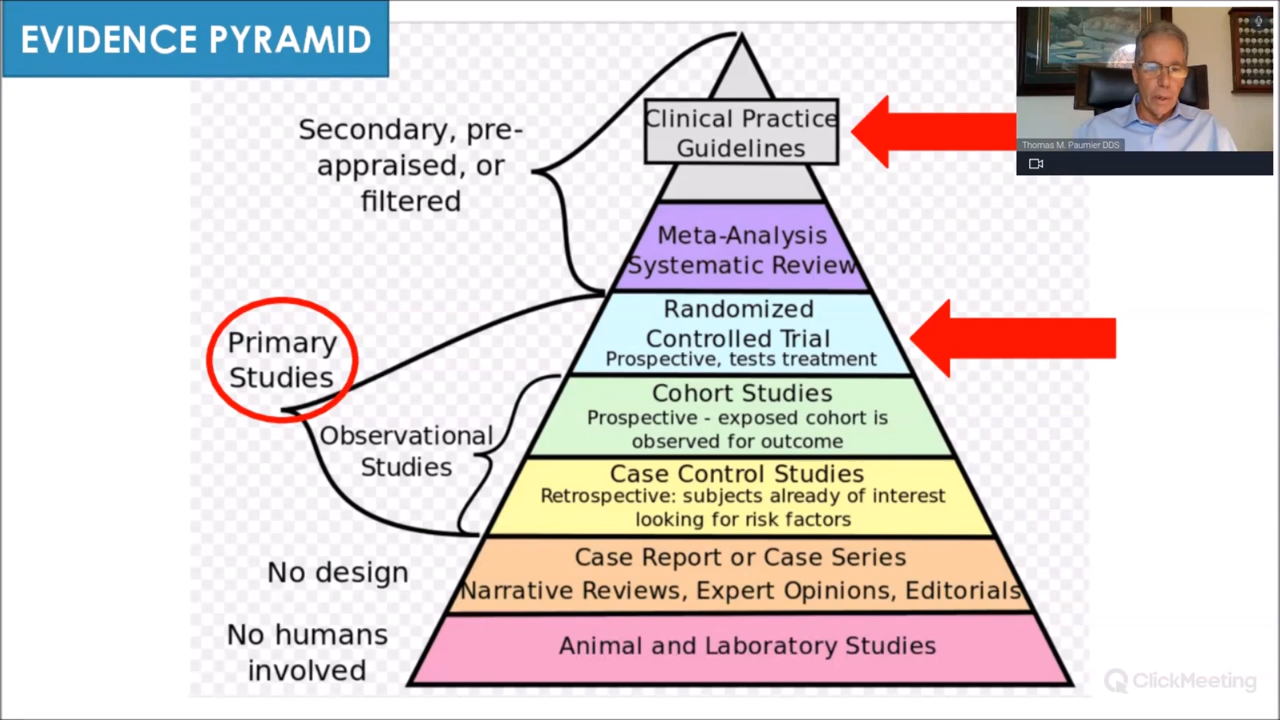 EVIDENCE PYRAMID
Secondary, pre-
appraised, or
filtered
Clinical Practice
Guidelines
Thomas M. Paumier DDS
Meta-Analysis
Systematic Review
Primary
Studies
Randomized
Controlled Trial
Prospective, tests treatment
Observational
Studies
Cohort Studies
Prospective - exposed cohort is
observed for outcome
Case Control Studies
Retrospective: subjects already of interest
looking for risk factors
No design
Case Report or Case Series
Narrative Reviews, Expert Opinions, Editorials
No humans
involved
Animal and Laboratory Studies
ClickMeeting